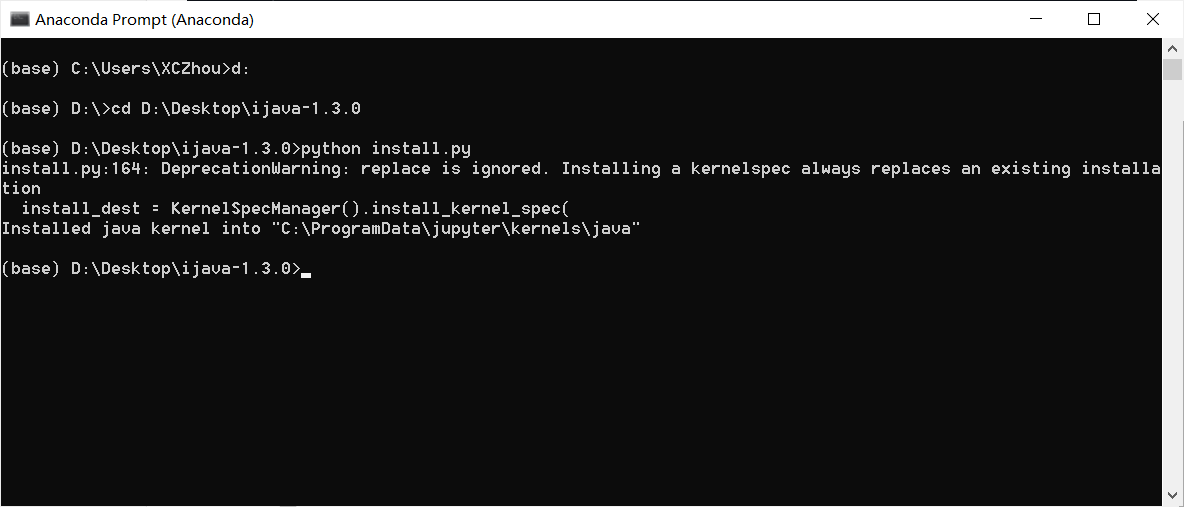 Anaconda Prompt (Anaconda)
(base) C:\Users\XCZhou>d:
(base) D:\>cd D:\Desktop\ijava-1.3.0
(base) D:\Desktop\ijava-1.3.0>python install.py
install.py:164: DeprecationWarning: replace is ignored. Installing a kernelspec always replaces an existing installa
tion
  install_dest = KernelSpecManager().install_kernel_spec(
Installed java kernel into "C:\ProgramData\jupyter\kernels\java"
(base) D:\Desktop\ijava-1.3.0>